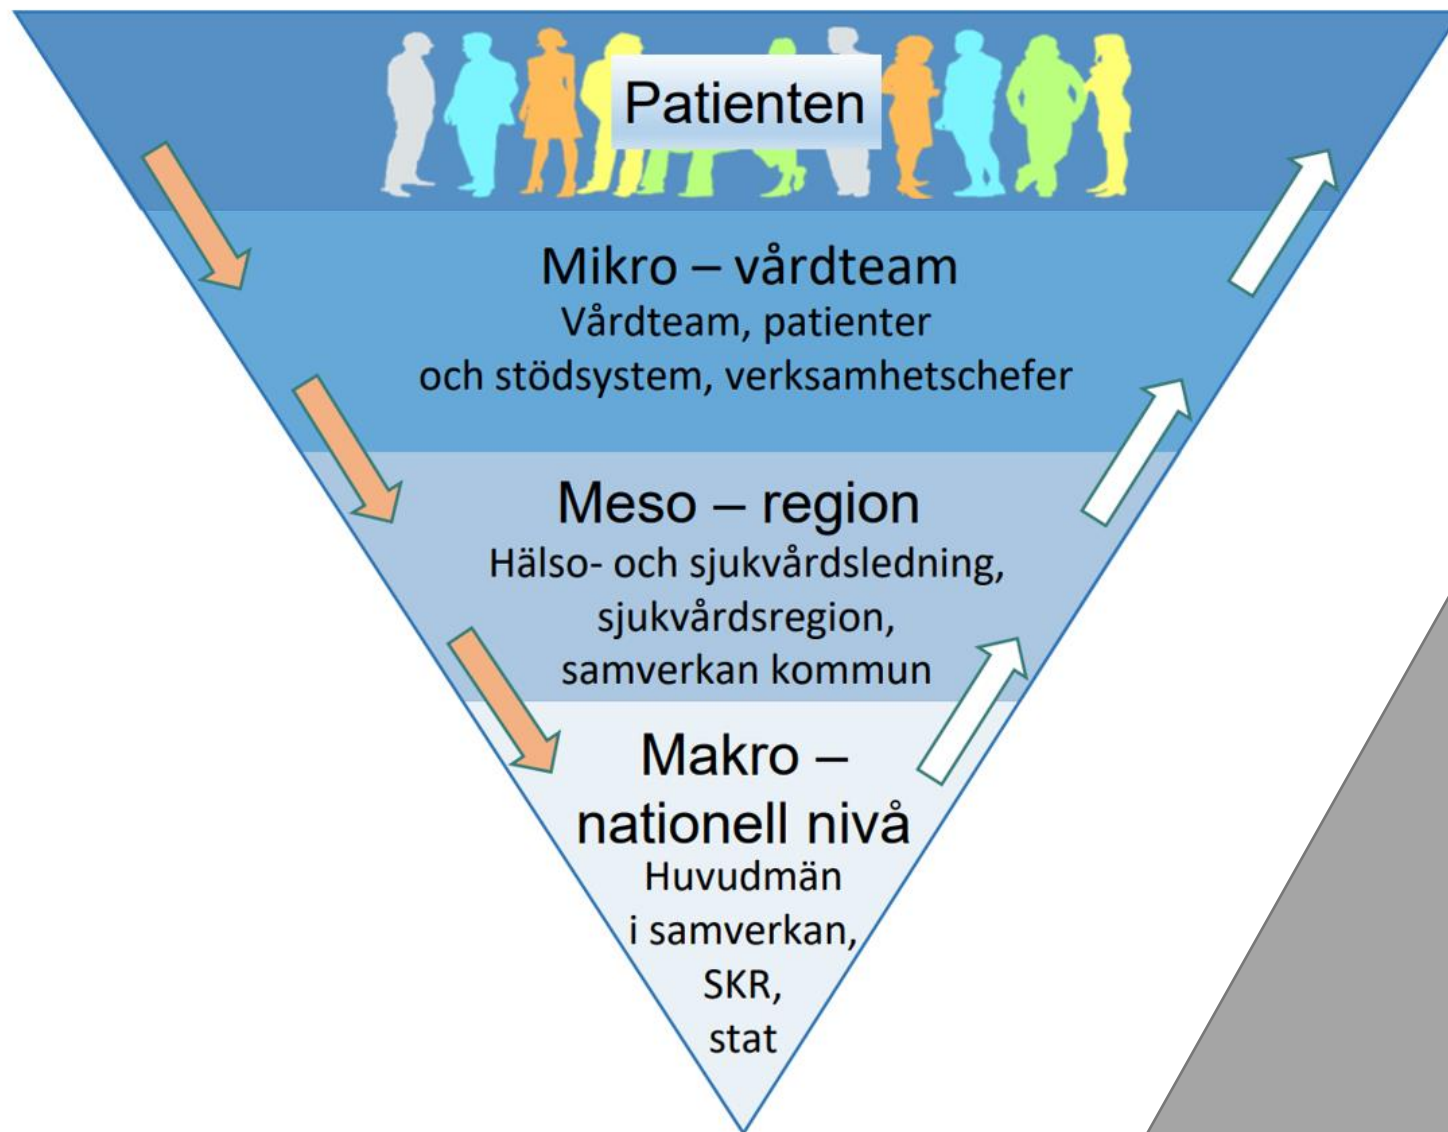 Patienten
Mikro – vårdteam
Vårdteam, patienter
och stödsystem, verksamhetschefer
Meso – region
Hälso- och sjukvårdsledning,
sjukvårdsregion,
samverkan kommun
Makro –
nationell nivå
Huvudmän
i samverkan,
SKR,
stat